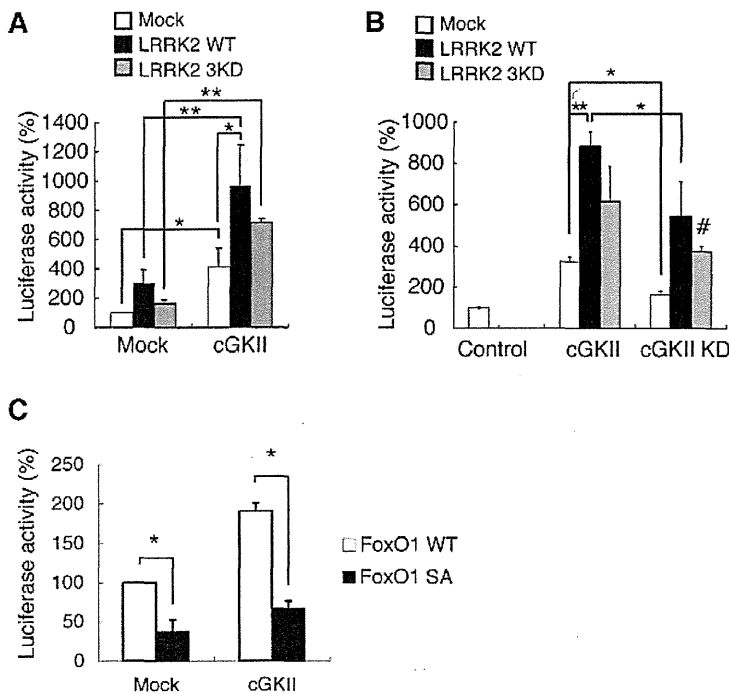 A
Mock
LRRK2 WT
LRRK2 3KD
Luciferase activity (%)
1400
1200
1000
800
600
400
200
0
**
**
*
*
Mock
cGKII
B
Mock
LRRK2 WT
LRRK2 3KD
Luciferase activity (%)
1000
800
600
400
200
0
*
**
*
#
Control
cGKII
cGKII KD
C
Luciferase activity (%)
250
200
150
100
50
0
*
*
FoxO1 WT
FoxO1 SA
Mock
cGKII